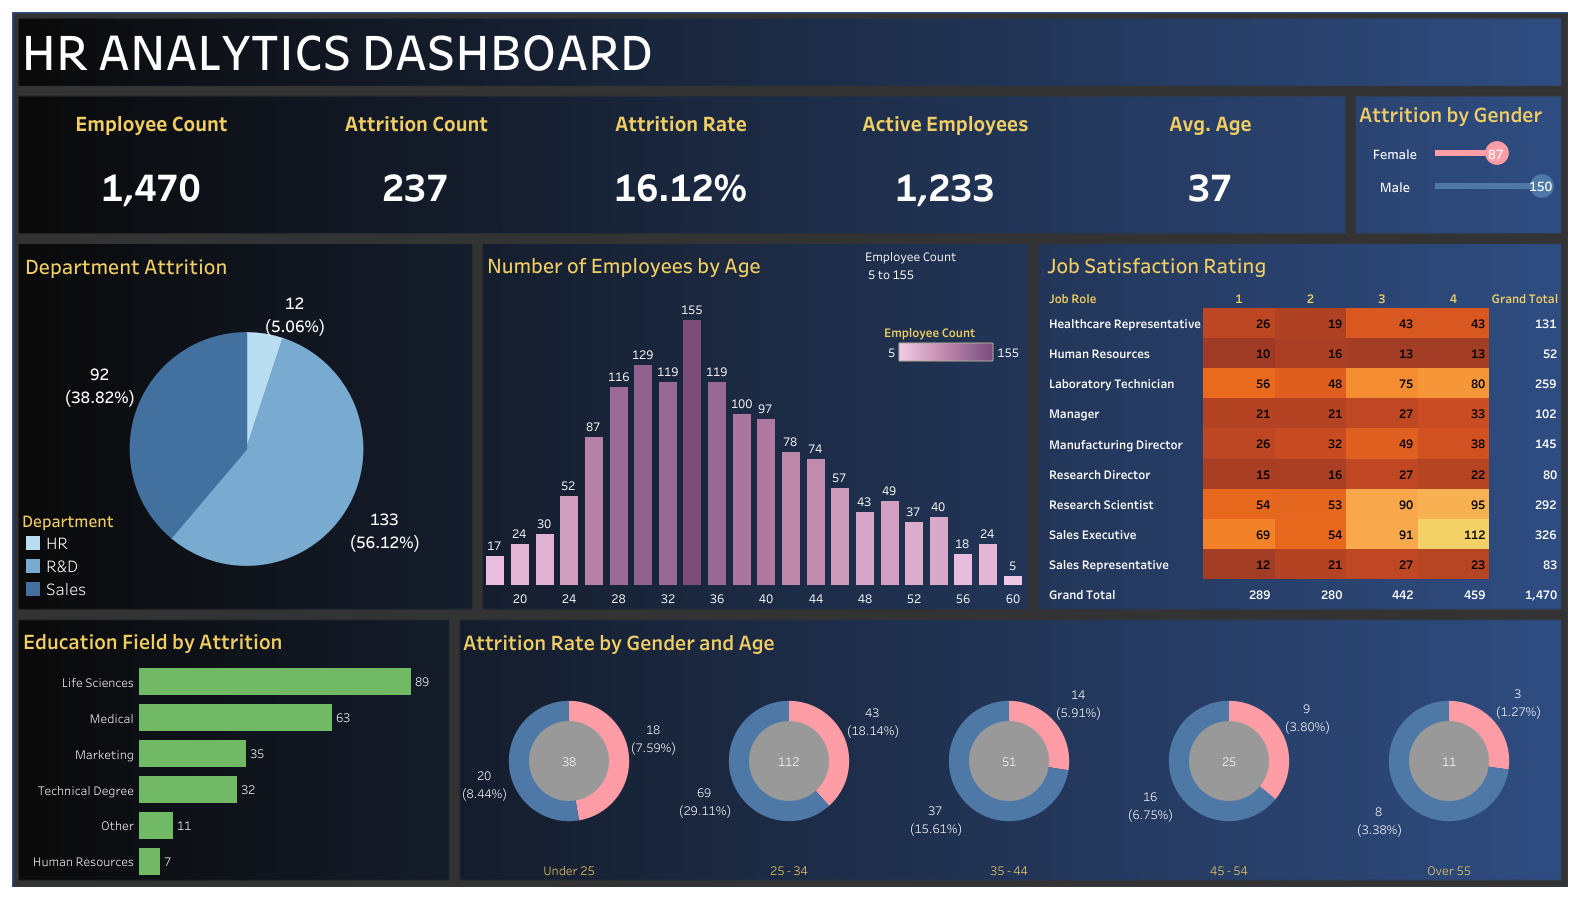 HR ANALYTICS DASHBOARD
Employee Count
Attrition Count
Attrition Rate
Active Employees
Avg. Age
1,470
237
16.12%
1,233
37
Attrition by Gender
Female 87
Male 150
Department Attrition
12
(5.06%)
92
(38.82%)
133
(56.12%)
Department
HR
R&D
Sales
Number of Employees by Age
Employee Count
5 to 155
Employee Count
5 155
17 24 30 52 87 116 129 119 155 119 100 97 78 74 57 43 49 37 40 18 24 5
20 24 28 32 36 40 44 48 52 56 60
Job Satisfaction Rating
Job Role 1 2 3 4 Grand Total
Healthcare Representative 26 19 43 43 131
Human Resources 10 16 13 13 52
Laboratory Technician 56 48 75 80 259
Manager 21 21 27 33 102
Manufacturing Director 26 32 49 38 145
Research Director 15 16 27 22 80
Research Scientist 54 53 90 95 292
Sales Executive 69 54 91 112 326
Sales Representative 12 21 27 23 83
Grand Total 289 280 442 459 1,470
Education Field by Attrition
Life Sciences 89
Medical 63
Marketing 35
Technical Degree 32
Other 11
Human Resources 7
Attrition Rate by Gender and Age
18
(7.59%)
38
20
(8.44%)
Under 25
43
(18.14%)
112
69
(29.11%)
25 - 34
14
(5.91%)
51
37
(15.61%)
35 - 44
9
(3.80%)
25
16
(6.75%)
45 - 54
3
(1.27%)
11
8
(3.38%)
Over 55